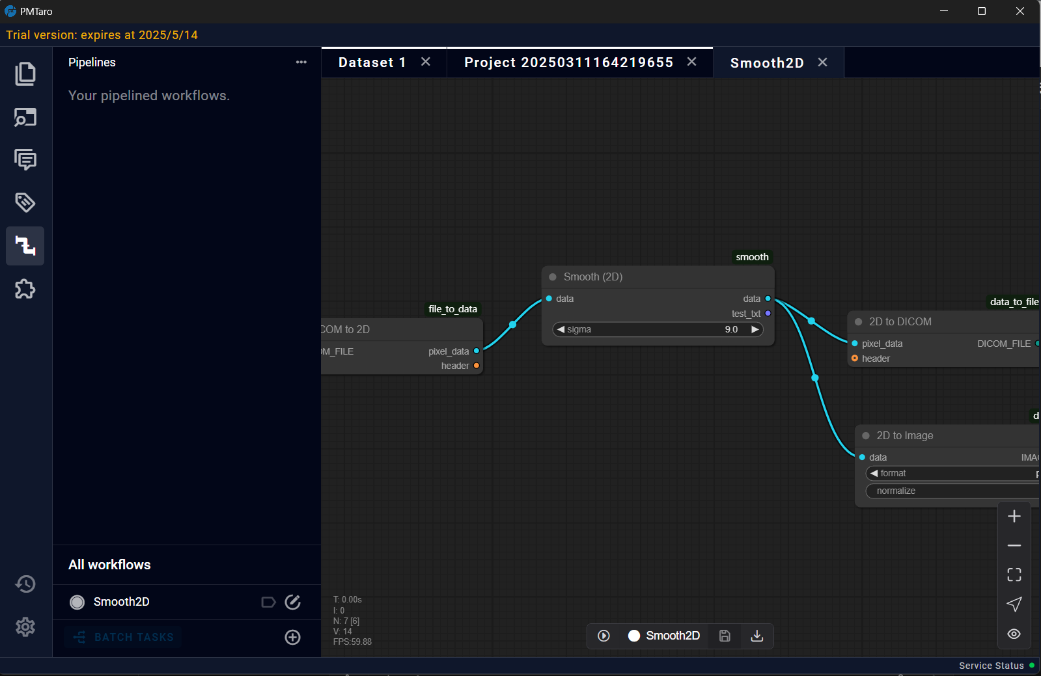 PMTaro
Trial version: expires at 2025/5/14
Pipelines
Dataset 1
Project 20250311164219655
Smooth2D
Your pipelined workflows.
smooth
Smooth (2D)
data
data
test_txt
sigma
9.0
file_to_data
COM to 2D
M_FILE
pixel_data
header
data_to_file
2D to DICOM
pixel_data
DICOM_FILE
header
d
2D to Image
data
IMA
format
normalize
All workflows
Smooth2D
BATCH TASKS
T: 0.00s
I: 0
N: 7 [6]
V: 14
FPS:59.88
Smooth2D
Service Status